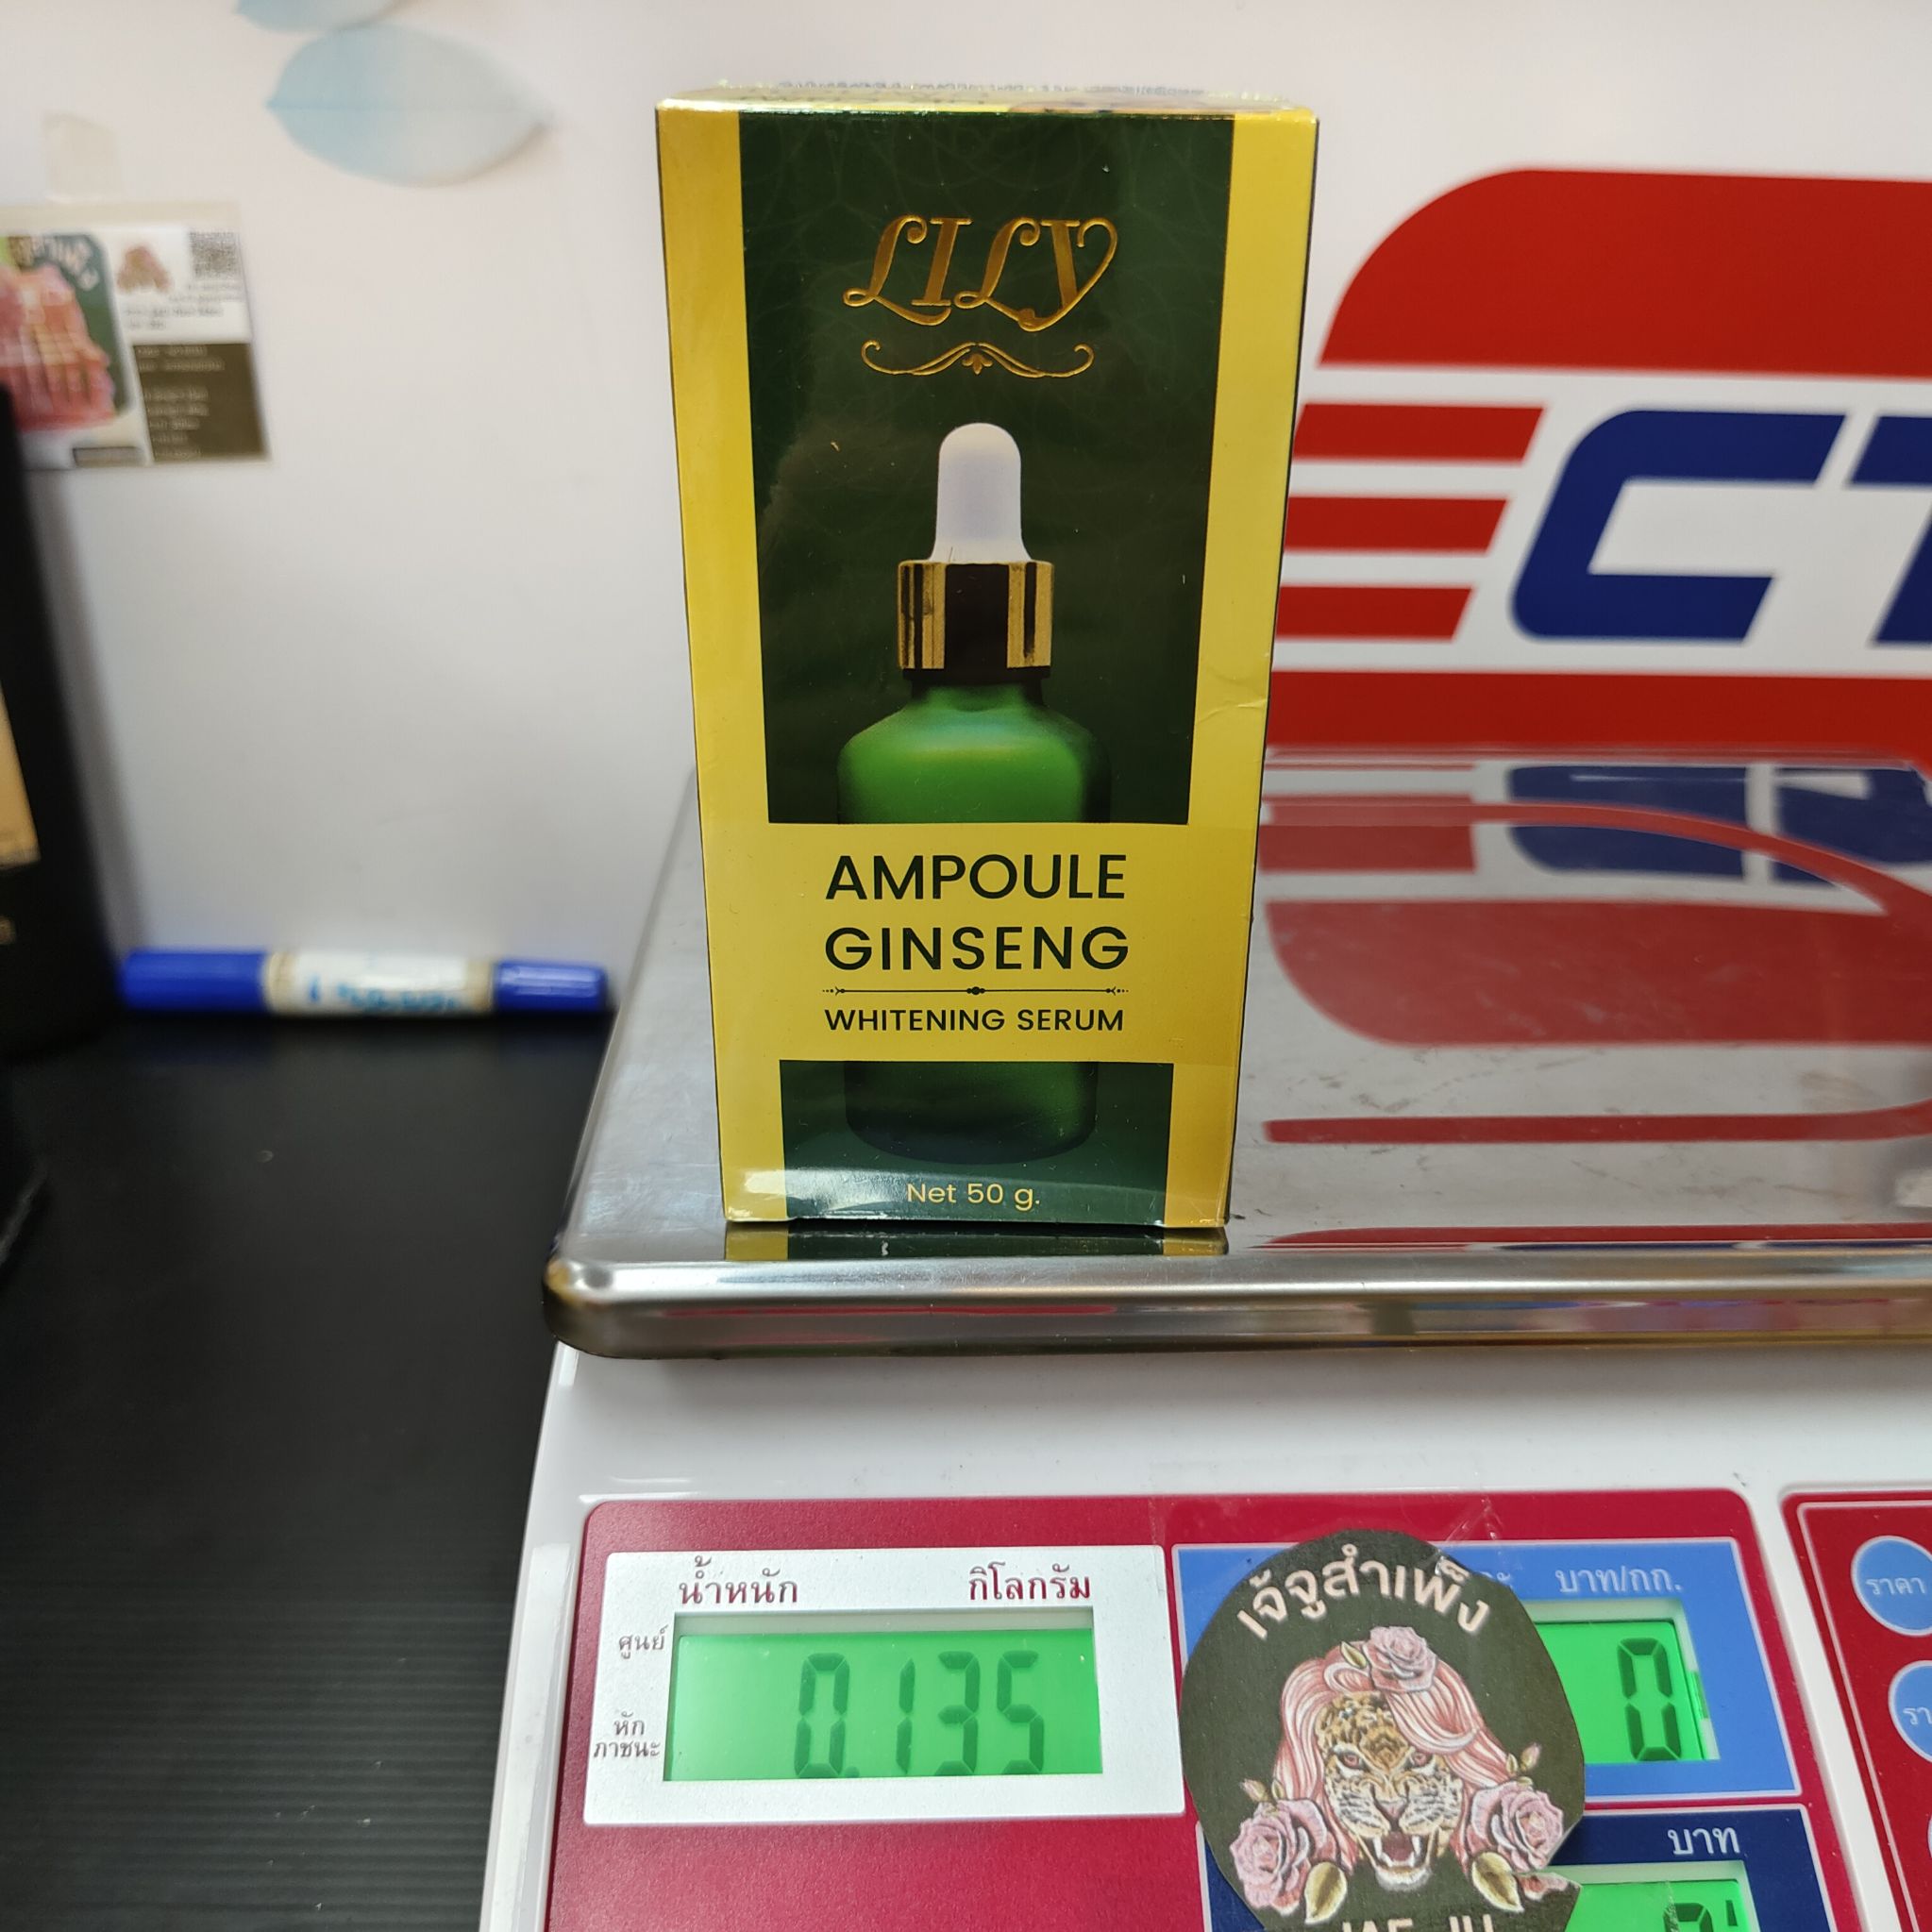 LILY
AMPOULE
GINSENG
WHITENING SERUM
Net 50 g.
น้ำหนัก กิโลกรัม
ศูนย์
หัก
ภาชนะ
0.135
เจ้จูสำเพ็ง
บาท/กก.
0
บาท
ราคา